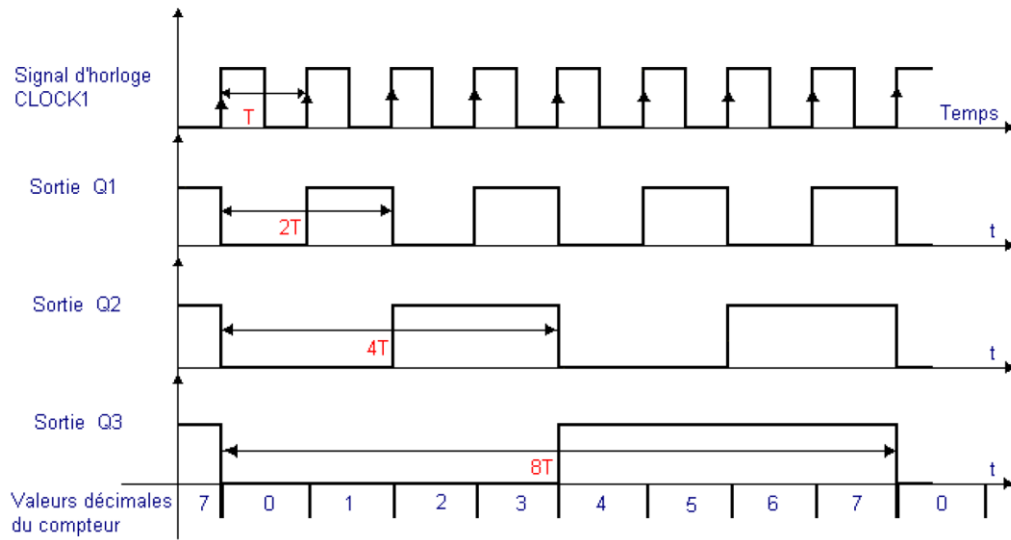 Signal d'horloge
CLOCK1
T
Temps
Sortie Q1
2T
t
Sortie Q2
4T
t
Sortie Q3
8T
t
Valeurs décimales
du compteur
7 0 1 2 3 4 5 6 7 0